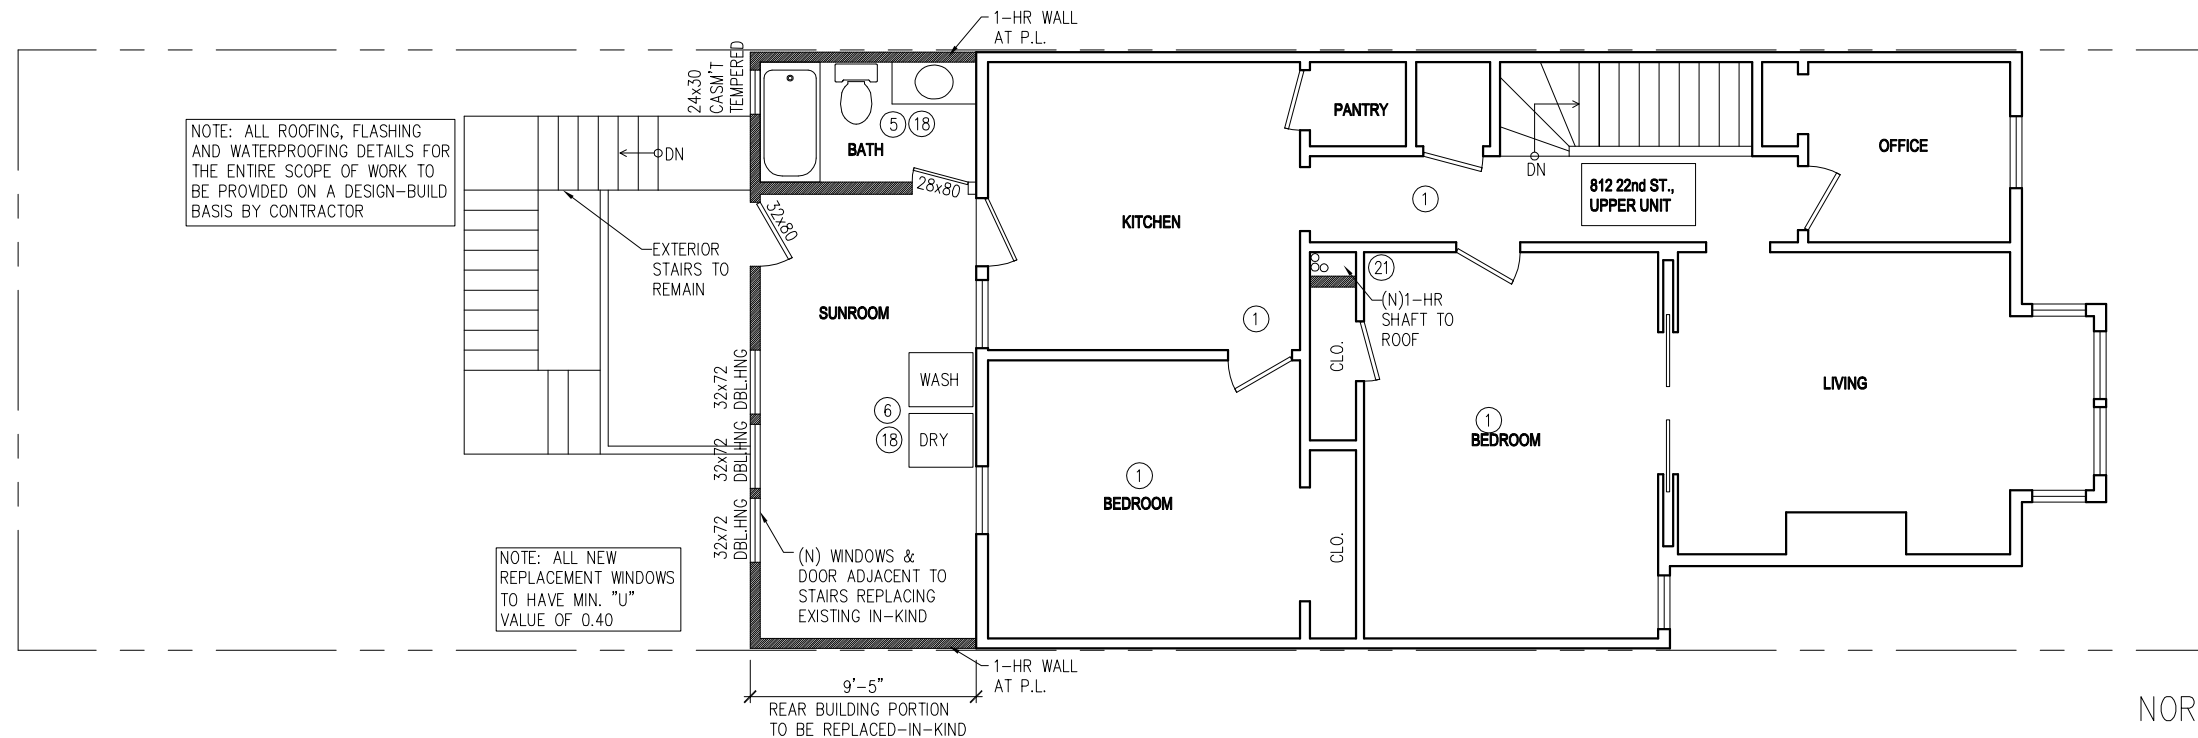 1-HR WALL
AT P.L.
24x30
CASM'T
TEMPERED
NOTE: ALL ROOFING, FLASHING
AND WATERPROOFING DETAILS FOR
THE ENTIRE SCOPE OF WORK TO
BE PROVIDED ON A DESIGN-BUILD
BASIS BY CONTRACTOR
DN
EXTERIOR
STAIRS TO
REMAIN
5 18
BATH
28x80
32x80
SUNROOM
KITCHEN
PANTRY
1
DN
812 22nd ST.,
UPPER UNIT
OFFICE
21
(N)1-HR
SHAFT TO
ROOF
1
CLO.
WASH
6
18
DRY
32x72
DBL.HNG
32x72
DBL.HNG
32x72
DBL.HNG
1
BEDROOM
CLO.
1
BEDROOM
LIVING
(N) WINDOWS &
DOOR ADJACENT TO
STAIRS REPLACING
EXISTING IN-KIND
NOTE: ALL NEW
REPLACEMENT WINDOWS
TO HAVE MIN. "U"
VALUE OF 0.40
1-HR WALL
AT P.L.
9'-5"
REAR BUILDING PORTION
TO BE REPLACED-IN-KIND
NOR